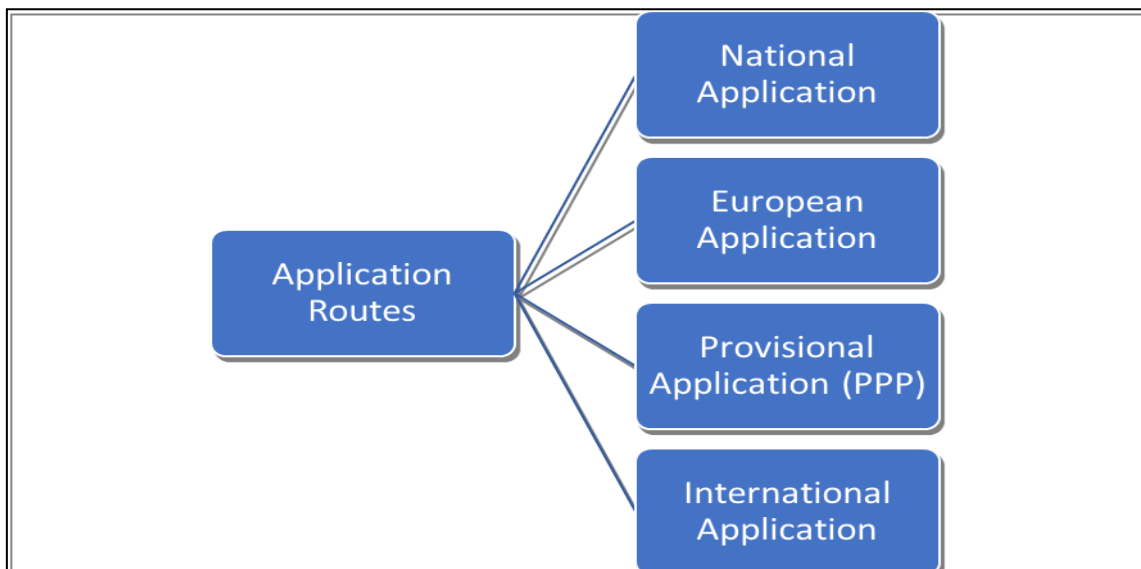 National
Application
European
Application
Application
Routes
Provisional
Application (PPP)
International
Application